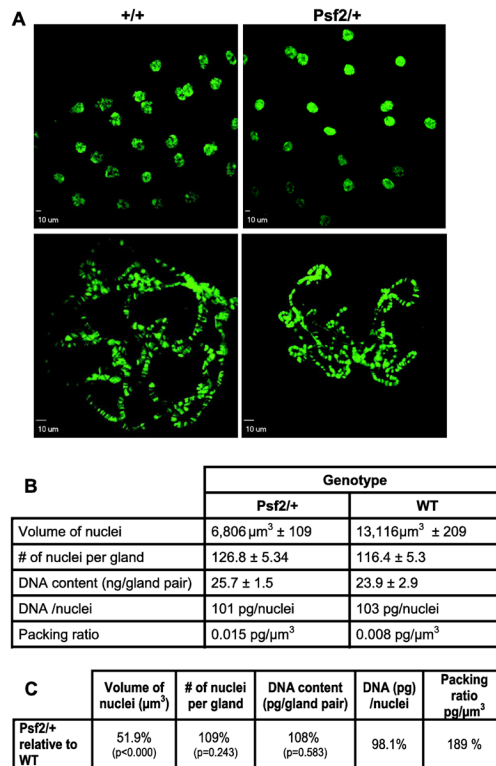 A
+/+ Psf2/+
10 um 10 um
10 um 10 um
B
Genotype
Psf2/+ WT
Volume of nuclei 6,806 µm³ ± 109 13,116µm³ ± 209
# of nuclei per gland 126.8 ± 5.34 116.4 ± 5.3
DNA content (ng/gland pair) 25.7 ± 1.5 23.9 ± 2.9
DNA /nuclei 101 pg/nuclei 103 pg/nuclei
Packing ratio 0.015 pg/µm³ 0.008 pg/µm³
C
Volume of nuclei (µm³) # of nuclei per gland DNA content (pg/gland pair) DNA (pg) /nuclei Packing ratio pg/µm³
Psf2/+ relative to WT 51.9% (p<0.000) 109% (p=0.243) 108% (p=0.583) 98.1% 189 %